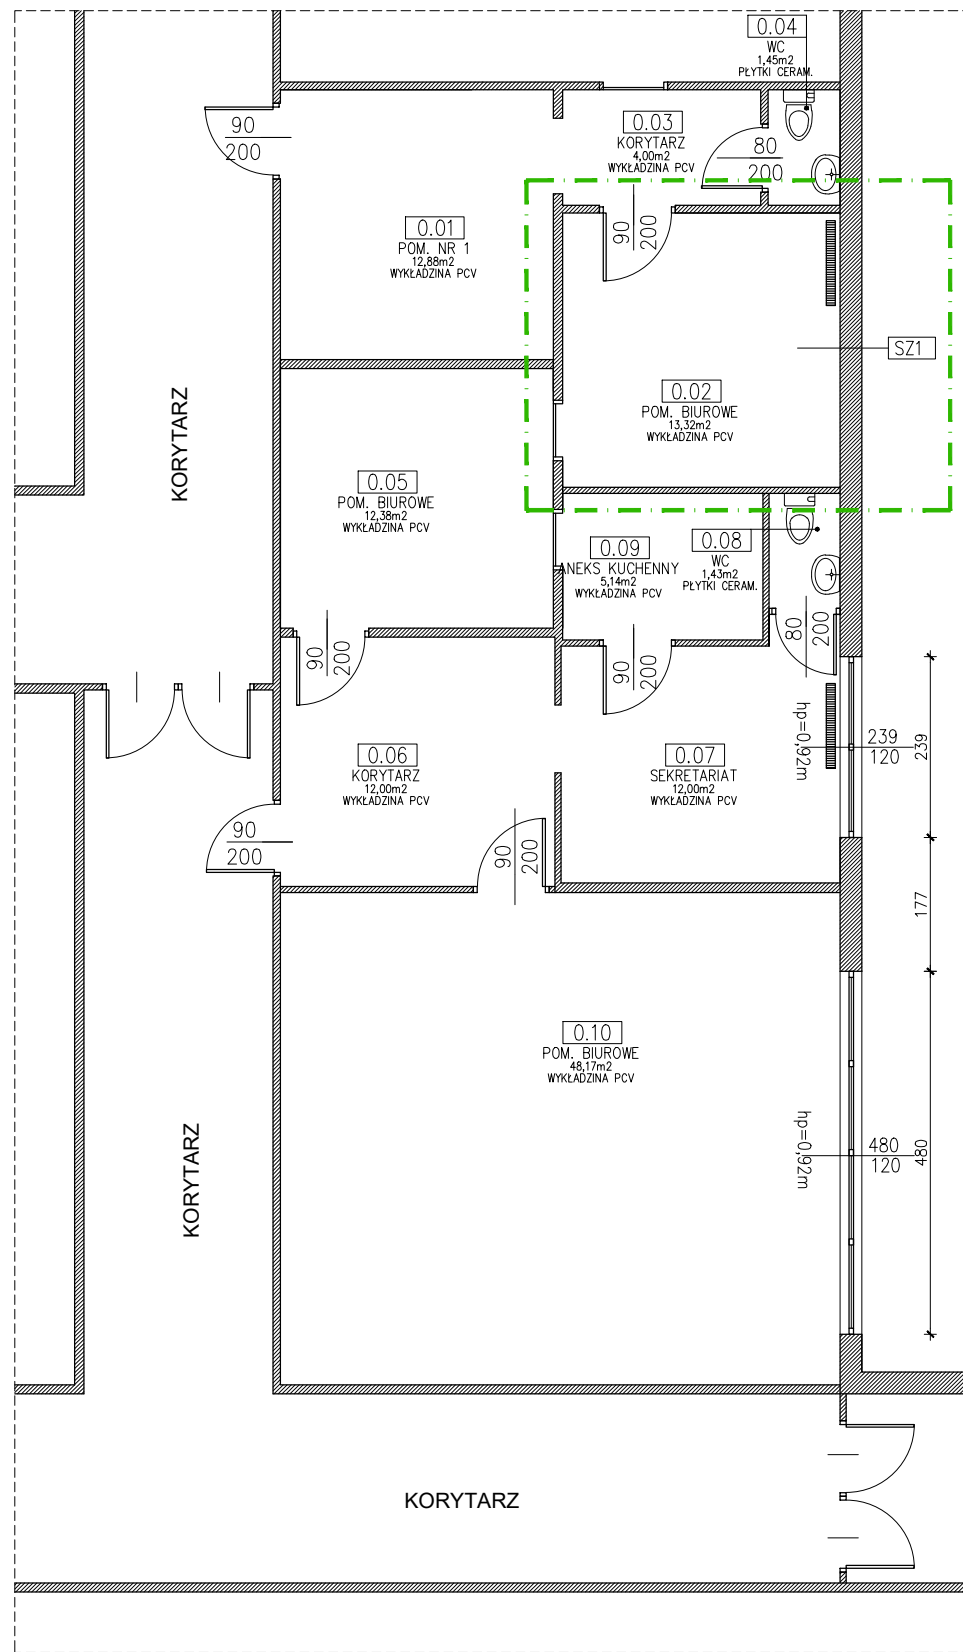 0.04
WC
1,45m2
PŁYTKI CERAM.
90
200
0.03
KORYTARZ
4,00m2
WYKŁADZINA PCV
80
200
90
200
0.01
POM. NR 1
12,88m2
WYKŁADZINA PCV
SZ1
0.02
POM. BIUROWE
13,32m2
WYKŁADZINA PCV
KORYTARZ
0.05
POM. BIUROWE
12,38m2
WYKŁADZINA PCV
0.09
ANEKS KUCHENNY
5,14m2
WYKŁADZINA PCV
0.08
WC
1,43m2
PŁYTKI CERAM.
90
200
90
200
80
200
0.06
KORYTARZ
12,00m2
WYKŁADZINA PCV
0.07
SEKRETARIAT
12,00m2
WYKŁADZINA PCV
hp=0,92m
239
120
239
90
200
90
200
177
0.10
POM. BIUROWE
48,17m2
WYKŁADZINA PCV
hp=0,92m
480
120
480
KORYTARZ
KORYTARZ